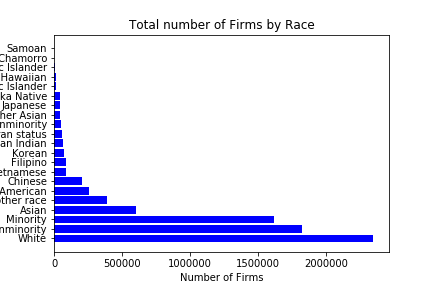 Total number of Firms by Race
Samoan
Chamorro
c Islander
Hawaiian
c Islander
ka Native
Japanese
her Asian
nminority
an status
an Indian
Korean
Filipino
etnamese
Chinese
American
other race
Asian
Minority
nminority
White
0 500000 1000000 1500000 2000000
Number of Firms